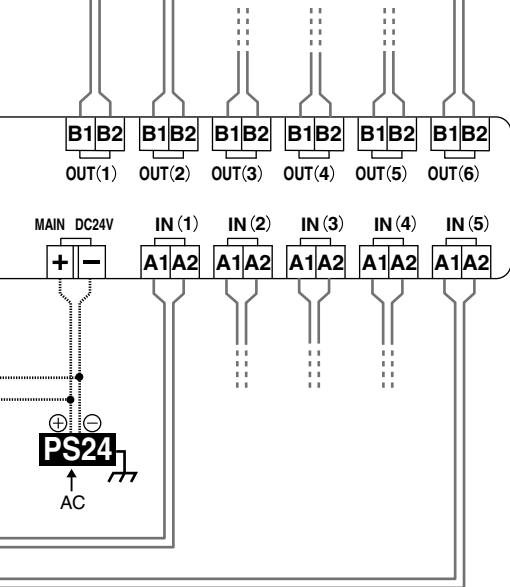 B1 B2 B1 B2 B1 B2 B1 B2 B1 B2 B1 B2
OUT(1) OUT(2) OUT(3) OUT(4) OUT(5) OUT(6)
MAIN DC24V IN(1) IN(2) IN(3) IN(4) IN(5)
+ − A1 A2 A1 A2 A1 A2 A1 A2 A1 A2
⊕ ⊖
PS24
AC